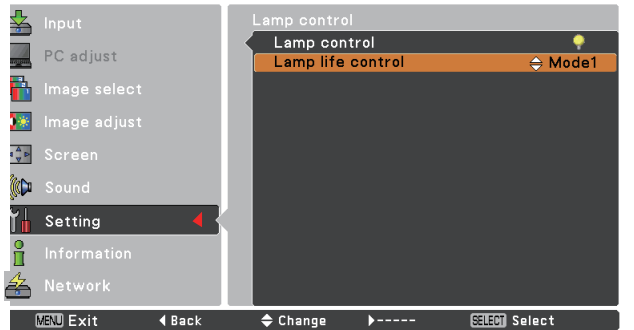 Input
PC adjust
Image select
Image adjust
Screen
Sound
Setting
Information
Network
Lamp control
Lamp control
Lamp life control Mode1
MENU Exit Back Change ----- SELECT Select